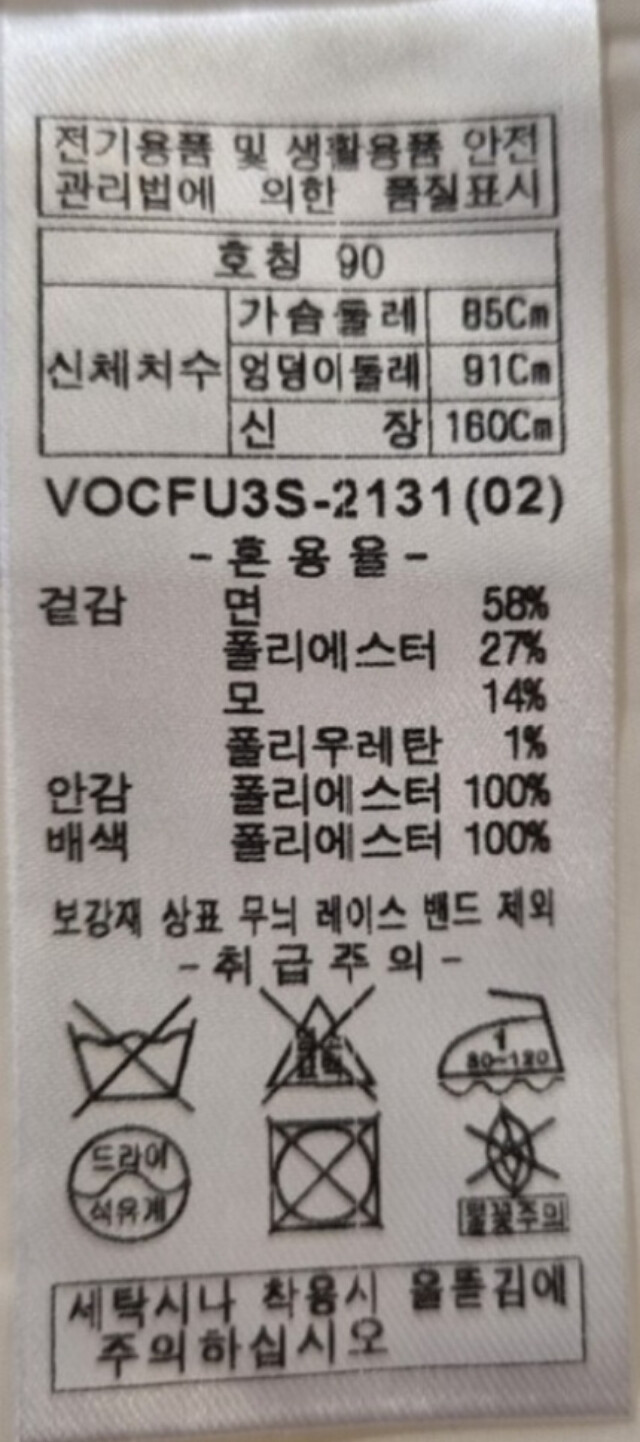 전기용품 및 생활용품 안전
관리법에 의한 품질표시
호칭 90
신체치수
가슴둘레 85Cm
엉덩이둘레 91Cm
신 장 160Cm
VOCFU3S-2131(02)
- 혼 용 율 -
겉감 면 58%
폴리에스터 27%
모 14%
폴리우레탄 1%
안감 폴리에스터 100%
배색 폴리에스터 100%
보강재 상표 무늬 레이스 밴드 제외
- 취 급 주 의 -
1
80~120
드라이
석유계
불꽃주의
세탁시나 착용시 올뜯김에
주의하십시오